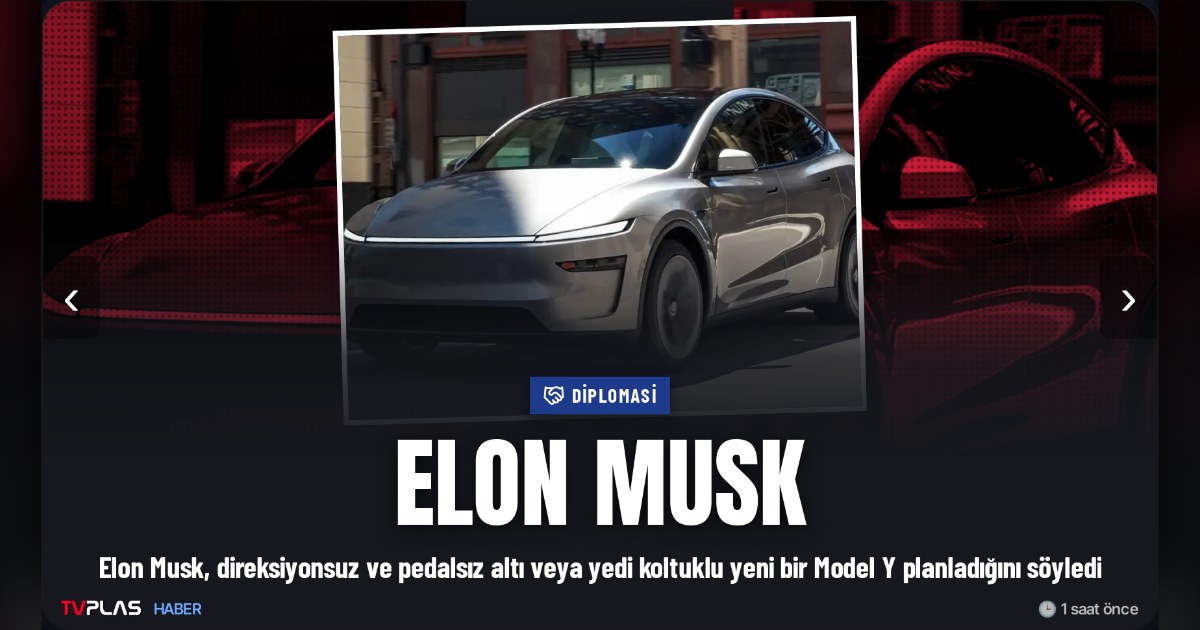 DİPLOMASİ
ELON MUSK
Elon Musk, direksiyonsuz ve pedalsız altı veya yedi koltuklu yeni bir Model Y planladığını söyledi
TVPLAS HABER
1 saat önce